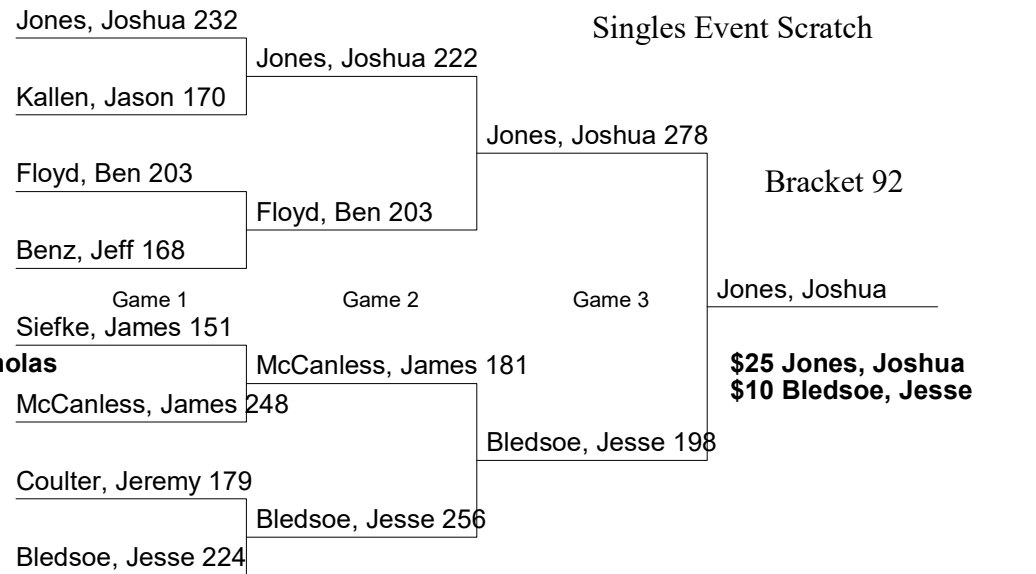 Jones, Joshua 232
Singles Event Scratch
Jones, Joshua 222
Kallen, Jason 170
Jones, Joshua 278
Floyd, Ben 203
Bracket 92
Floyd, Ben 203
Benz, Jeff 168
Game 1
Game 2
Game 3
Jones, Joshua
Siefke, James 151
McCanless, James 181
$25 Jones, Joshua
$10 Bledsoe, Jesse
McCanless, James 248
Bledsoe, Jesse 198
Coulter, Jeremy 179
Bledsoe, Jesse 256
Bledsoe, Jesse 224